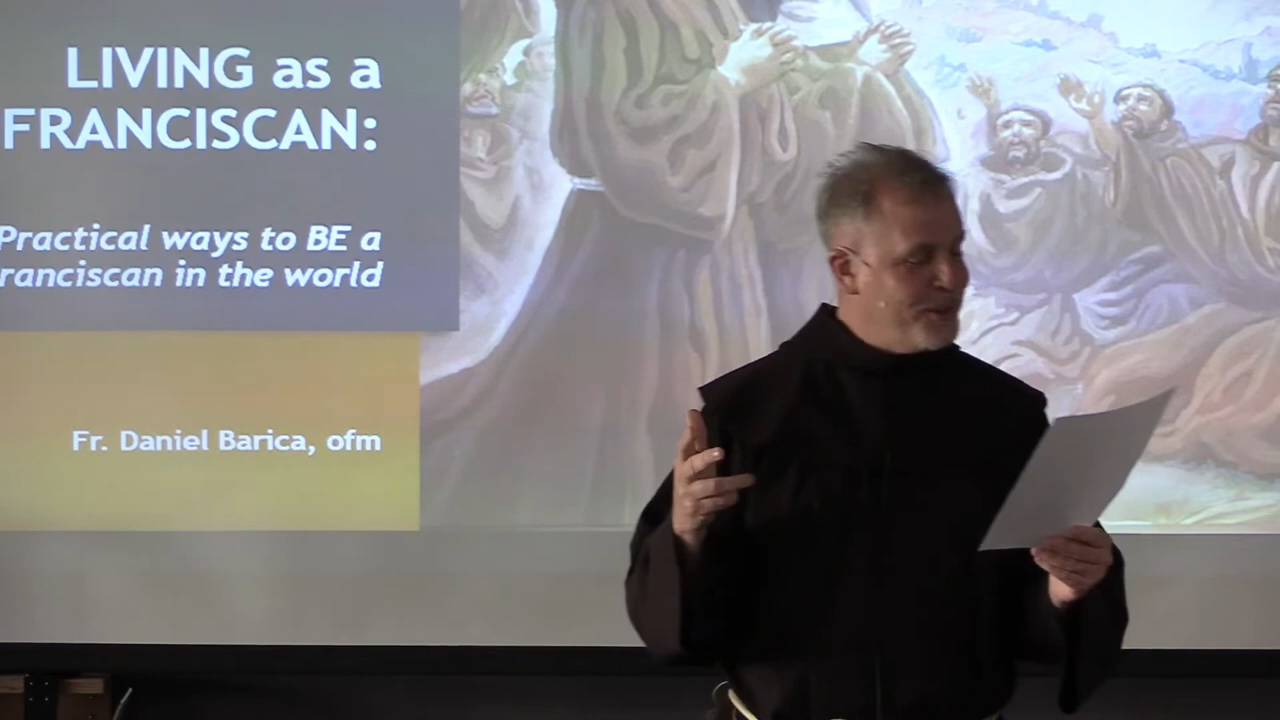 LIVING as a
FRANCISCAN:
Practical ways to BE a
ranciscan in the world
Fr. Daniel Barica, ofm